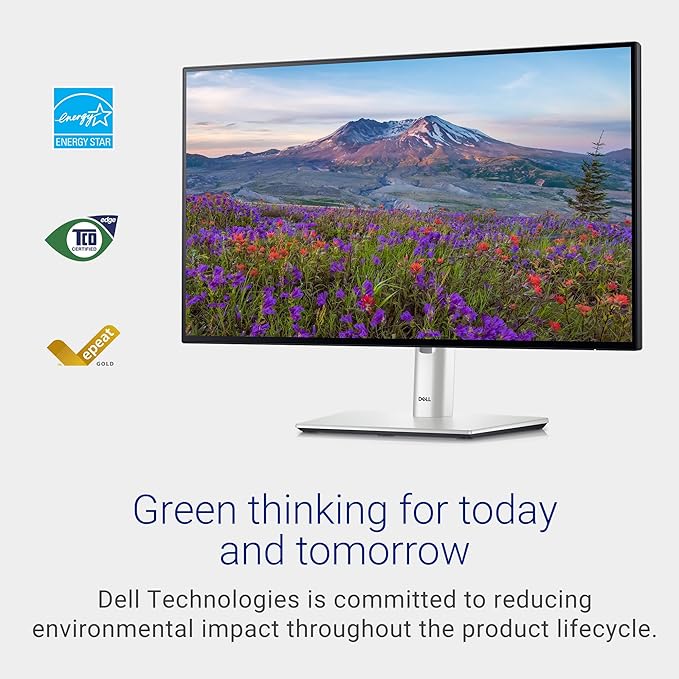 energy
ENERGY STAR
edge
TCO
CERTIFIED
epeat
GOLD
DELL
Green thinking for today
and tomorrow
Dell Technologies is committed to reducing
environmental impact throughout the product lifecycle.